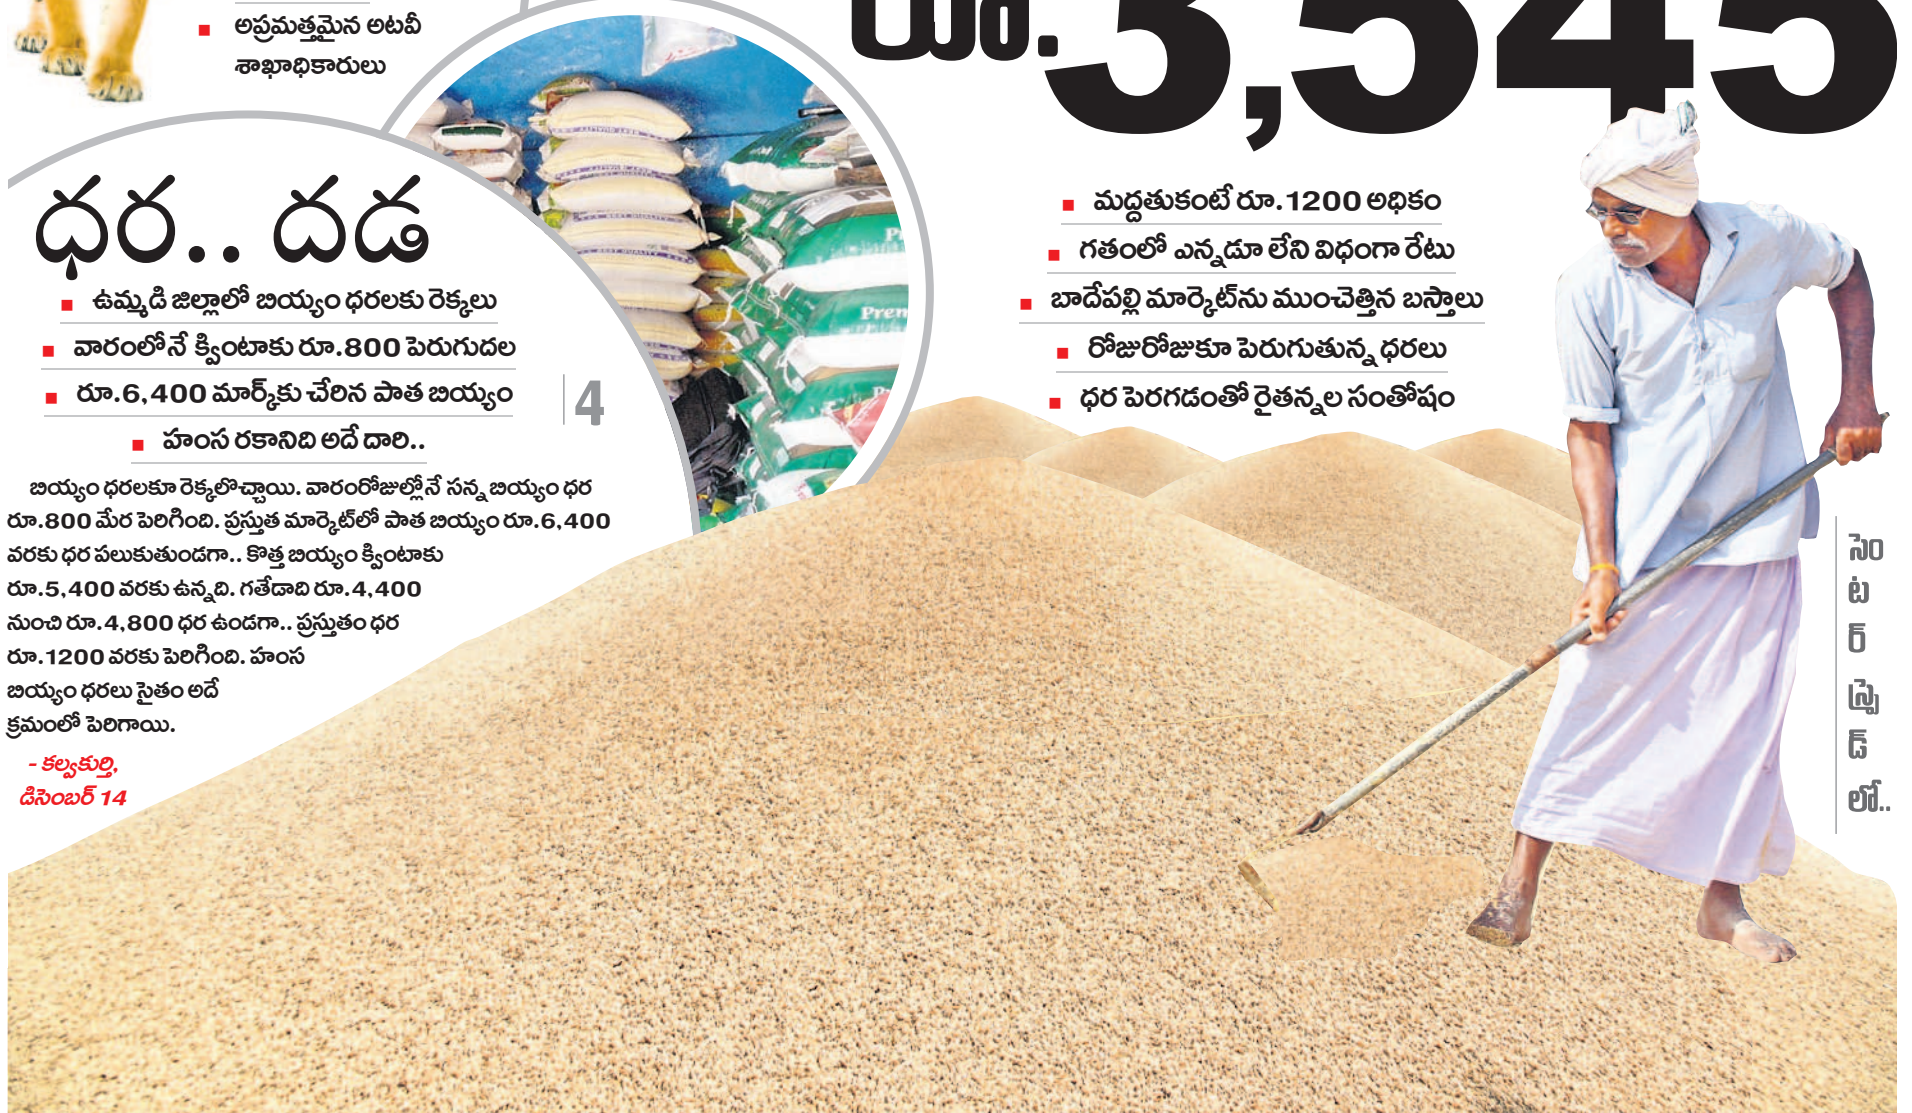 అప్రమత్తమైన అటవీ
శాఖాధికారులు
ధర.. దడ
ఉమ్మడి జిల్లాలో బియ్యం ధరలకు రెక్కలు
వారంలోనే క్వింటాకు రూ.800 పెరుగుదల
రూ.6,400 మార్క్‌కు చేరిన పాత బియ్యం
హంస రకానిది అదే దారి..
4
బియ్యం ధరలకూ రెక్కలొచ్చాయి. వారంరోజుల్లోనే సన్న బియ్యం ధర
రూ.800 మేర పెరిగింది. ప్రస్తుత మార్కెట్‌లో పాత బియ్యం రూ.6,400
వరకు ధర పలుకుతుండగా.. కొత్త బియ్యం క్వింటాకు
రూ.5,400 వరకు ఉన్నది. గతేడాది రూ.4,400
నుంచి రూ.4,800 ధర ఉండగా.. ప్రస్తుతం ధర
రూ.1200 వరకు పెరిగింది. హంస
బియ్యం ధరలు సైతం అదే
క్రమంలో పెరిగాయి.
- కల్వకుర్తి,
డిసెంబర్ 14
రూ.3,545
మద్దతుకంటే రూ.1200 అధికం
గతంలో ఎన్నడూ లేని విధంగా రేటు
బాదేపల్లి మార్కెట్‌ను ముంచెత్తిన బస్తాలు
రోజురోజుకూ పెరుగుతున్న ధరలు
ధర పెరగడంతో రైతన్నల సంతోషం
సెంటర్ స్ప్రెడ్ లో..